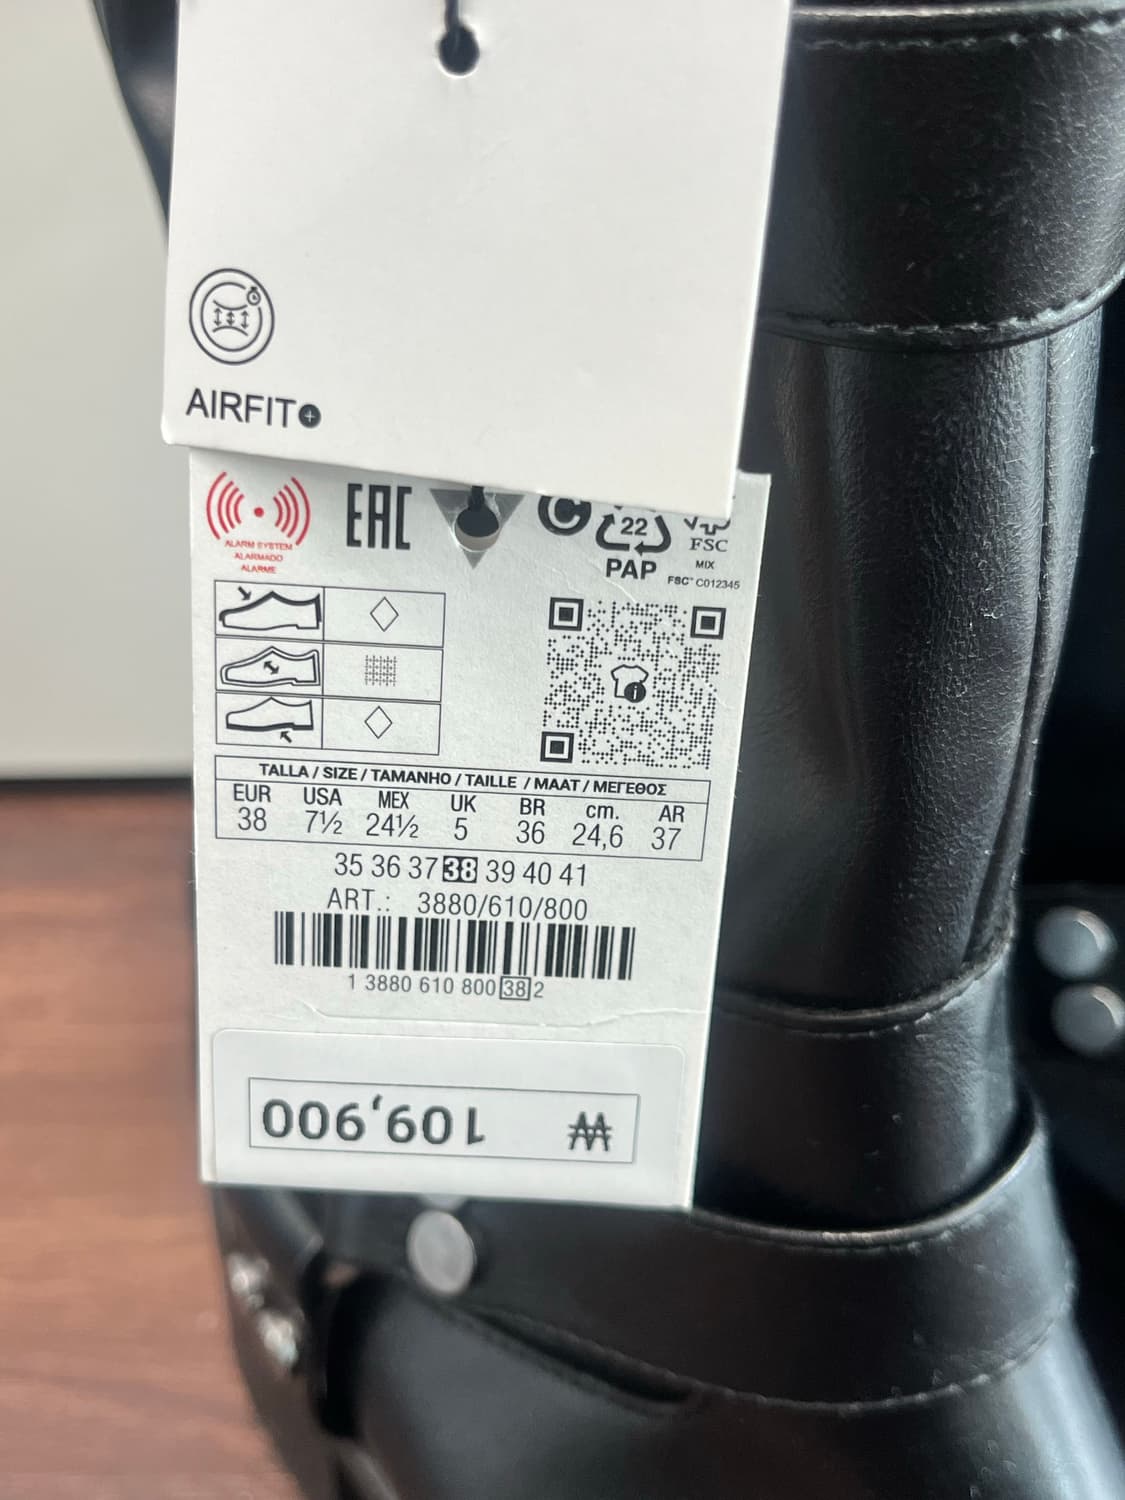 AIRFIT+
ALARM SYSTEM
ALARMADO
ALARME
EAC
C
22
PAP
FSC
MIX
FSC™ C012345
i
TALLA / SIZE / TAMANHO / TAILLE / MAAT / ΜΕΓΕΘΟΣ
EUR USA MEX UK BR cm. AR
38 7½ 24½ 5 36 24,6 37
35 36 37 38 39 40 41
ART.: 3880/610/800
1 3880 610 800 38 2
₩ 109,900